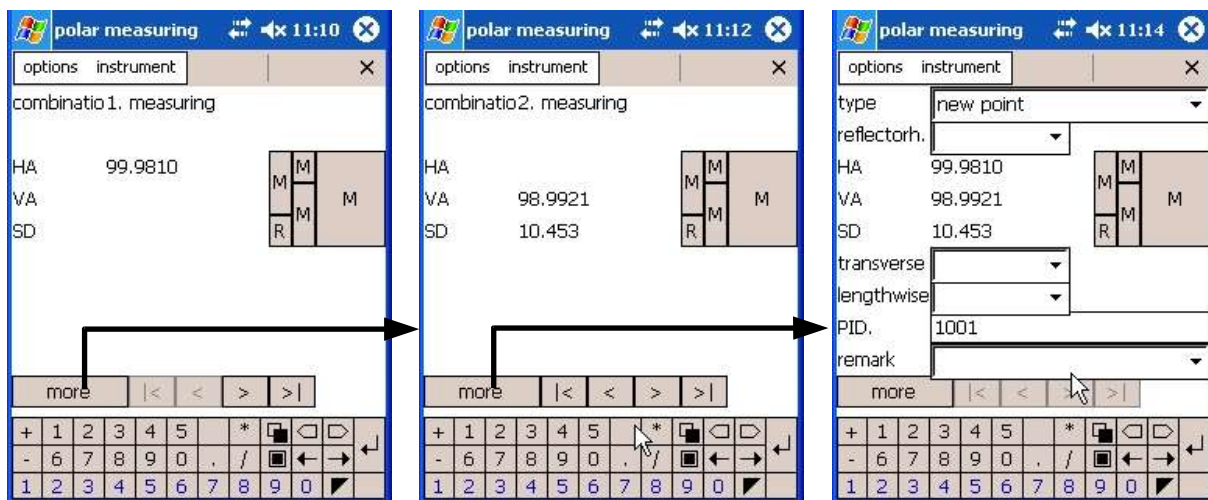 polar measuring 11:10
options instrument ×
combinatio1. measuring
HA 99.9810
VA
SD
M M M M R
more |< < > >|
+ 1 2 3 4 5 *
- 6 7 8 9 0 . /
1 2 3 4 5 6 7 8 9 0
polar measuring 11:12
options instrument ×
combinatio2. measuring
HA
VA 98.9921
SD 10.453
M M M M R
more |< < > >|
+ 1 2 3 4 5 *
- 6 7 8 9 0 . /
1 2 3 4 5 6 7 8 9 0
polar measuring 11:14
options instrument ×
type new point
reflectorh.
HA 99.9810
VA 98.9921
SD 10.453
M M M M R
transverse
lengthwise
PID. 1001
remark
more |< < > >|
+ 1 2 3 4 5 *
- 6 7 8 9 0 . /
1 2 3 4 5 6 7 8 9 0